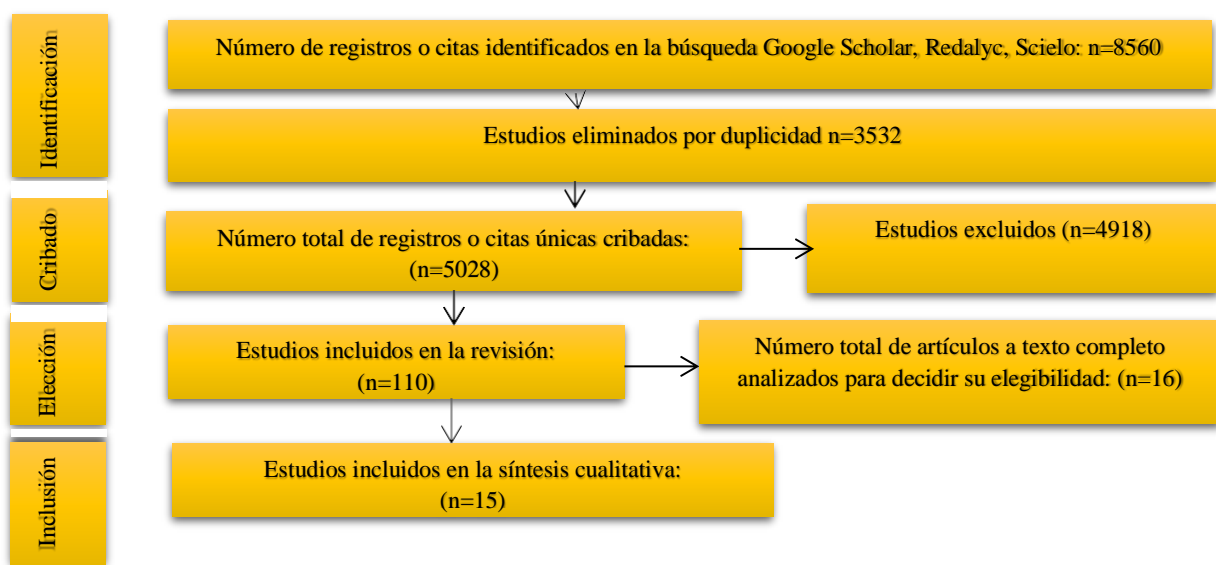 Identificación
Número de registros o citas identificados en la búsqueda Google Scholar, Redalyc, Scielo: n=8560
Estudios eliminados por duplicidad n=3532
Cribado
Número total de registros o citas únicas cribadas:
(n=5028)
Estudios excluidos (n=4918)
Elección
Estudios incluidos en la revisión:
(n=110)
Número total de artículos a texto completo
analizados para decidir su elegibilidad: (n=16)
Inclusión
Estudios incluidos en la síntesis cualitativa:
(n=15)